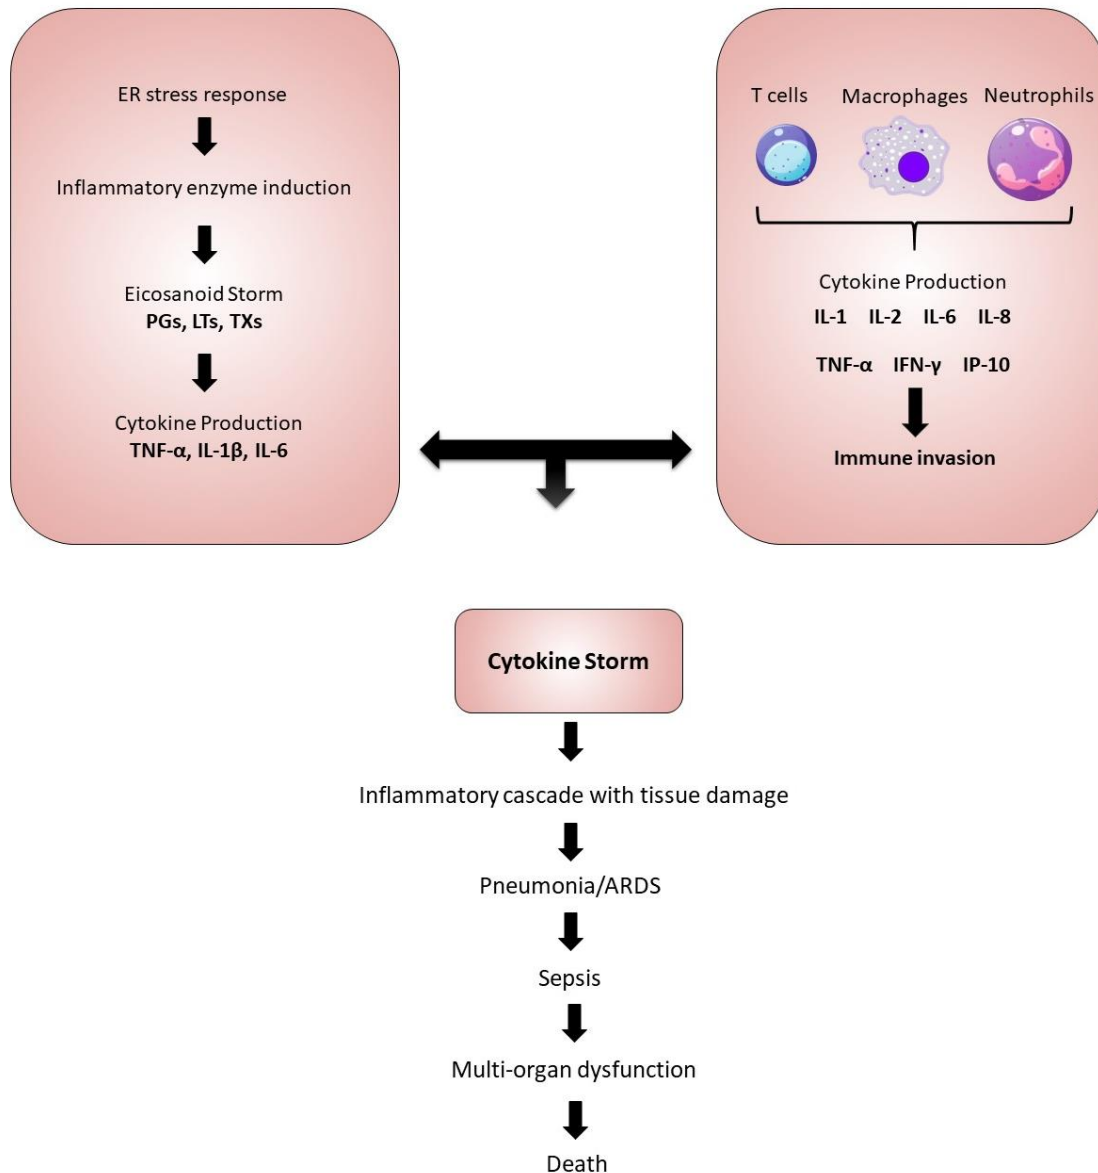 ER stress response
Inflammatory enzyme induction
Eicosanoid Storm
PGs, LTs, TXs
Cytokine Production
TNF-α, IL-1β, IL-6
T cells Macrophages Neutrophils
Cytokine Production
IL-1 IL-2 IL-6 IL-8
TNF-α IFN-γ IP-10
Immune invasion
Cytokine Storm
Inflammatory cascade with tissue damage
Pneumonia/ARDS
Sepsis
Multi-organ dysfunction
Death